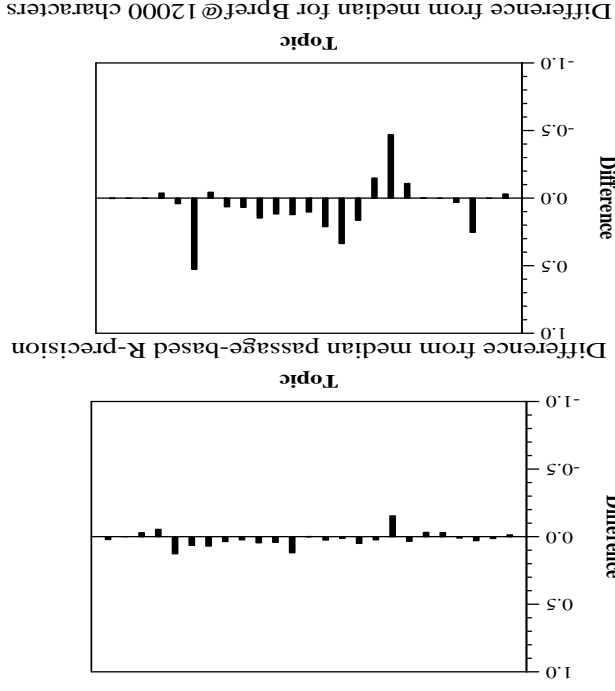 1.0
0.5
0.0
-0.5
-1.0
Difference
Topic
Difference from median passage-based R-precision
1.0
0.5
0.0
-0.5
-1.0
Difference
Topic
Difference from median for Bpref@12000 characters